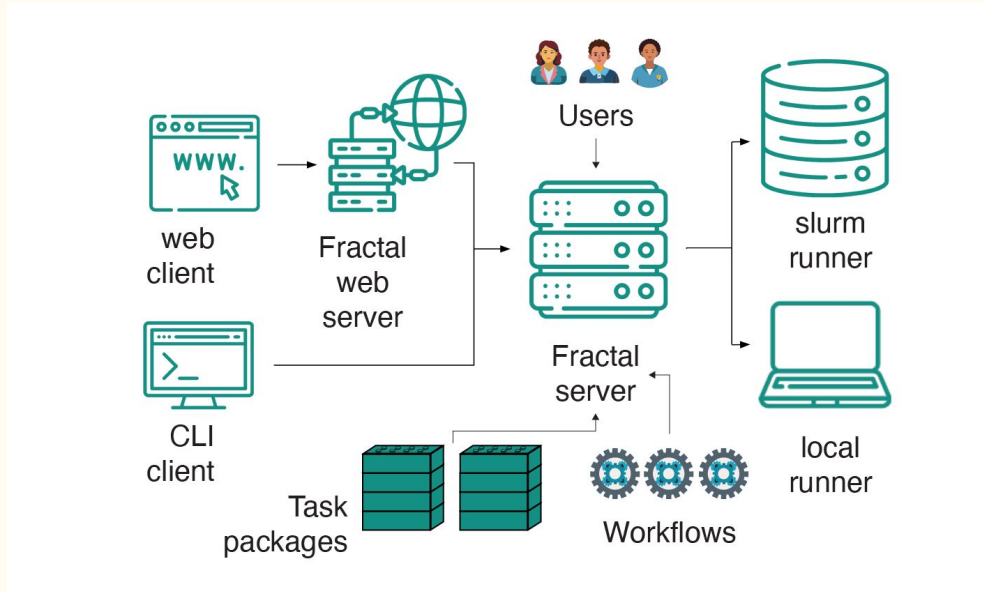 Users
WWW.
web
client
Fractal
web
server
slurm
runner
>_
CLI
client
Fractal
server
local
runner
Task
packages
Workflows